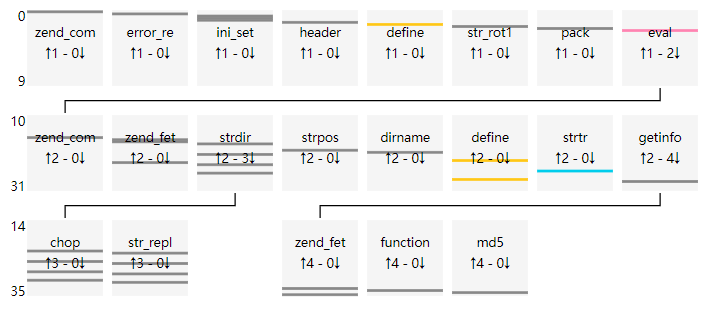 0
zend_com error_re ini_set header define str_rot1 pack eval
↑1 - 0↓ ↑1 - 0↓ ↑1 - 0↓ ↑1 - 0↓ ↑1 - 0↓ ↑1 - 0↓ ↑1 - 0↓ ↑1 - 2↓
9
10
zend_com zend_fet strdir strpos dirname define strtr getinfo
↑2 - 0↓ ↑2 - 0↓ ↑2 - 3↓ ↑2 - 0↓ ↑2 - 0↓ ↑2 - 0↓ ↑2 - 0↓ ↑2 - 4↓
31
14
chop str_repl zend_fet function md5
↑3 - 0↓ ↑3 - 0↓ ↑4 - 0↓ ↑4 - 0↓ ↑4 - 0↓
35